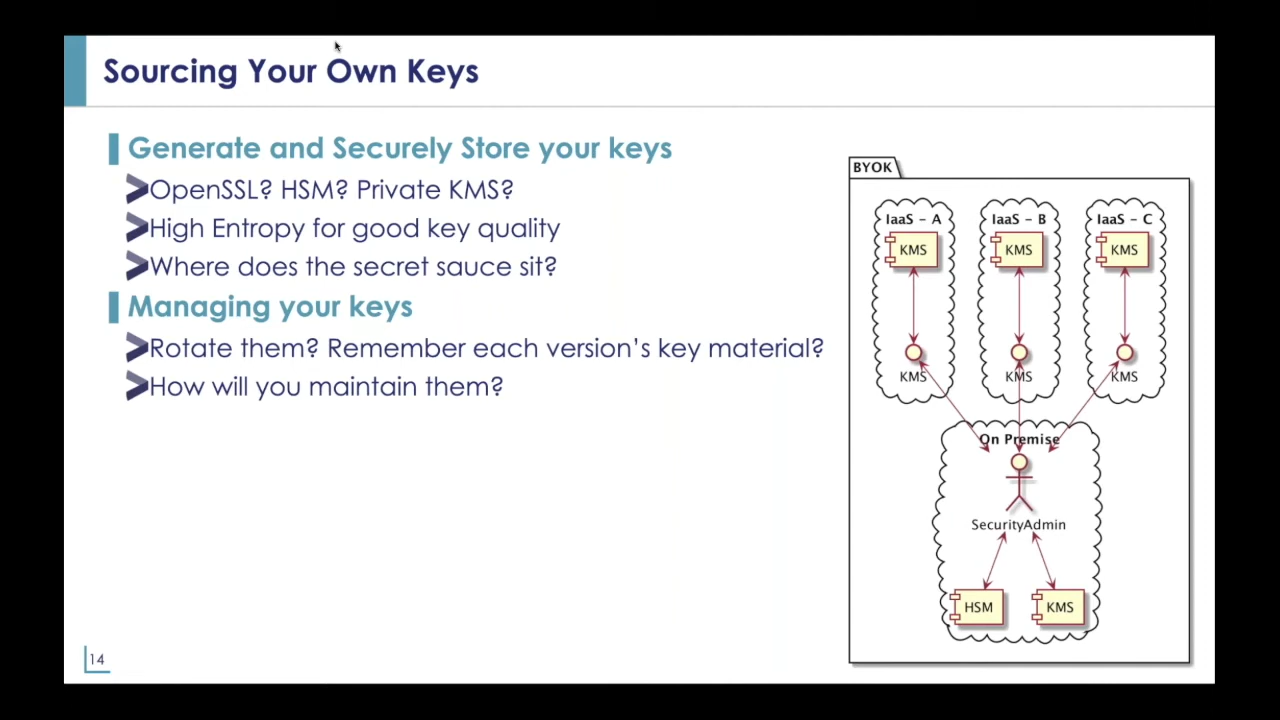 Sourcing Your Own Keys
Generate and Securely Store your keys
OpenSSL? HSM? Private KMS?
High Entropy for good key quality
Where does the secret sauce sit?
Managing your keys
Rotate them? Remember each version's key material?
How will you maintain them?
BYOK
IaaS - A
IaaS - B
IaaS - C
KMS
KMS
KMS
KMS
KMS
KMS
On Premise
SecurityAdmin
HSM
KMS
14